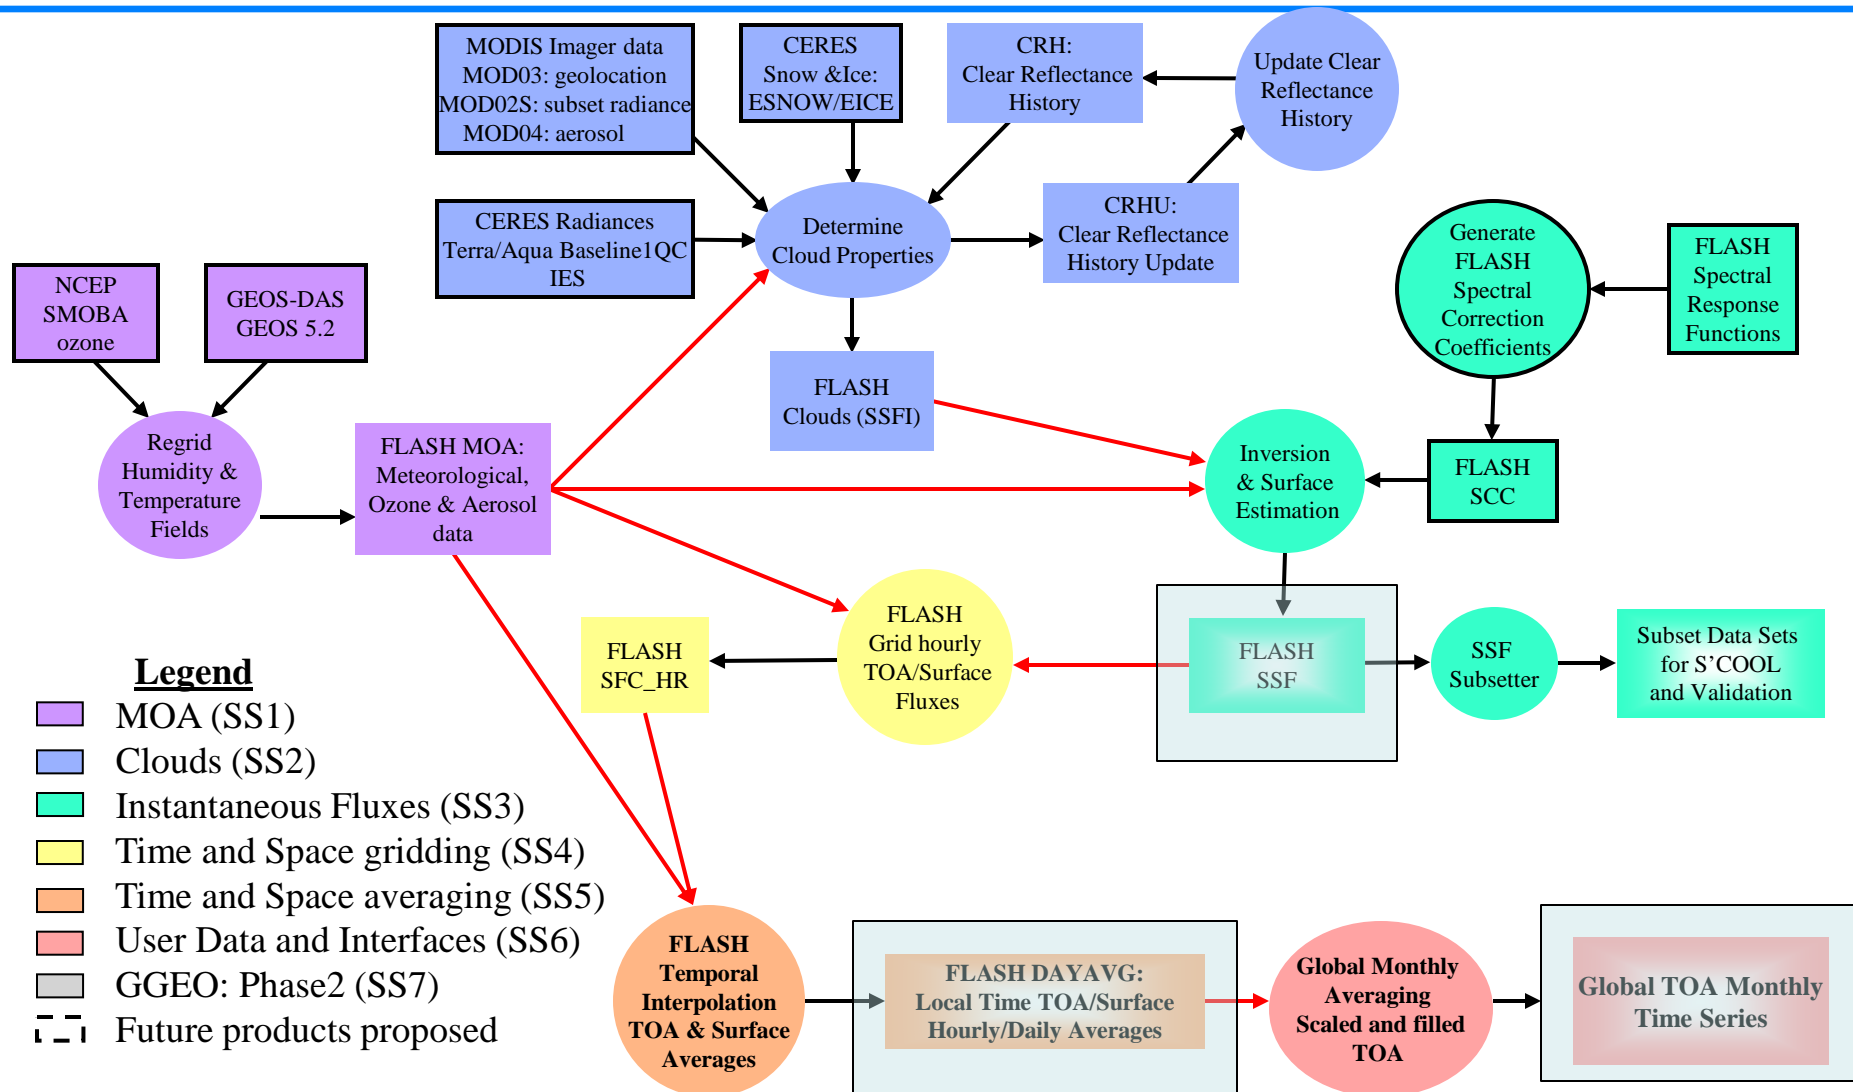 MODIS Imager data
MOD03: geolocation
MOD02S: subset radiance
MOD04: aerosol
CERES
Snow &Ice:
ESNOW/EICE
CRH:
Clear Reflectance
History
Update Clear
Reflectance
History
CERES Radiances
Terra/Aqua Baseline1QC
IES
Determine
Cloud Properties
CRHU:
Clear Reflectance
History Update
Generate
FLASH
Spectral
Correction
Coefficients
FLASH
Spectral
Response
Functions
NCEP
SMOBA
ozone
GEOS-DAS
GEOS 5.2
FLASH
Clouds (SSFI)
Regrid
Humidity &
Temperature
Fields
FLASH MOA:
Meteorological,
Ozone & Aerosol
data
Inversion
& Surface
Estimation
FLASH
SCC
FLASH
SFC_HR
FLASH
Grid hourly
TOA/Surface
Fluxes
FLASH
SSF
SSF
Subsetter
Subset Data Sets
for S’COOL
and Validation
Legend
MOA (SS1)
Clouds (SS2)
Instantaneous Fluxes (SS3)
Time and Space gridding (SS4)
Time and Space averaging (SS5)
User Data and Interfaces (SS6)
GGEO: Phase2 (SS7)
Future products proposed
FLASH
Temporal
Interpolation
TOA & Surface
Averages
FLASH DAYAVG:
Local Time TOA/Surface
Hourly/Daily Averages
Global Monthly
Averaging
Scaled and filled
TOA
Global TOA Monthly
Time Series